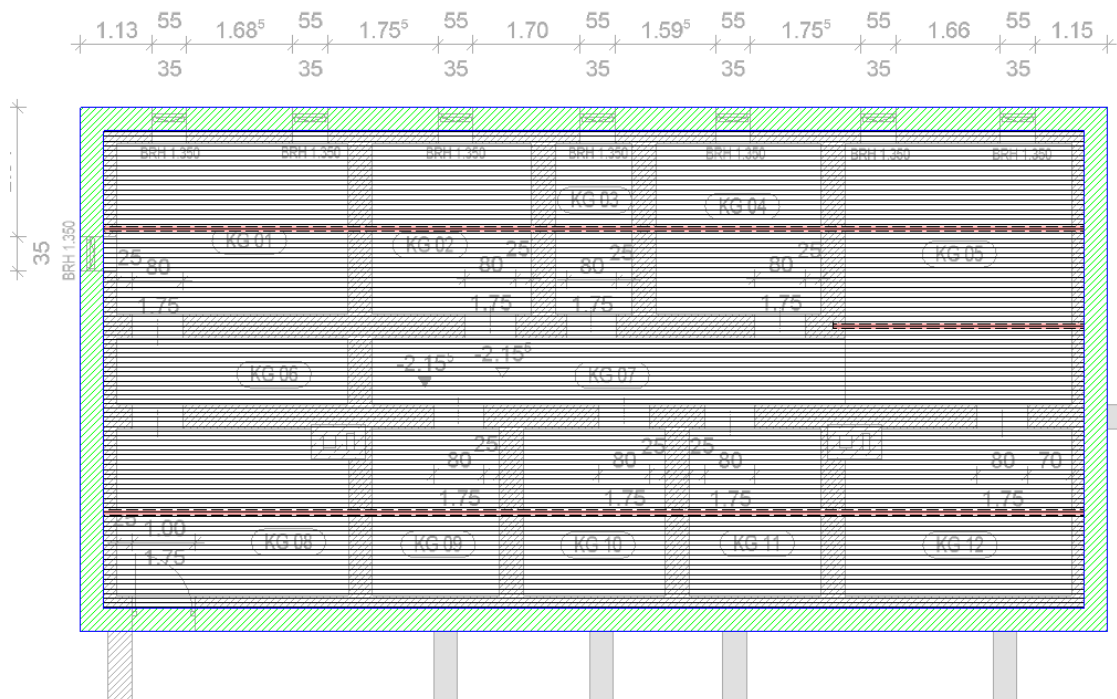 1.13 55 1.68⁵ 55 1.75⁵ 55 1.70 55 1.59⁵ 55 1.75⁵ 55 1.66 55 1.15
35 35 35 35 35 35 35
BRH 1.350 BRH 1.350 BRH 1.350 BRH 1.350 BRH 1.350 BRH 1.350 BRH 1.350
KG 03 KG 04
35 BRH 1.350 KG 01 KG 02 KG 05
25 80 80 25 80 25 80 25
1.75 1.75 1.75 1.75
KG 06 -2.15⁵ -2.15⁵ KG 07
80 25 80 25 25 80 80 70
1.75 1.75 1.75 1.75
25 1.00
1.75
KG 08 KG 09 KG 10 KG 11 KG 12